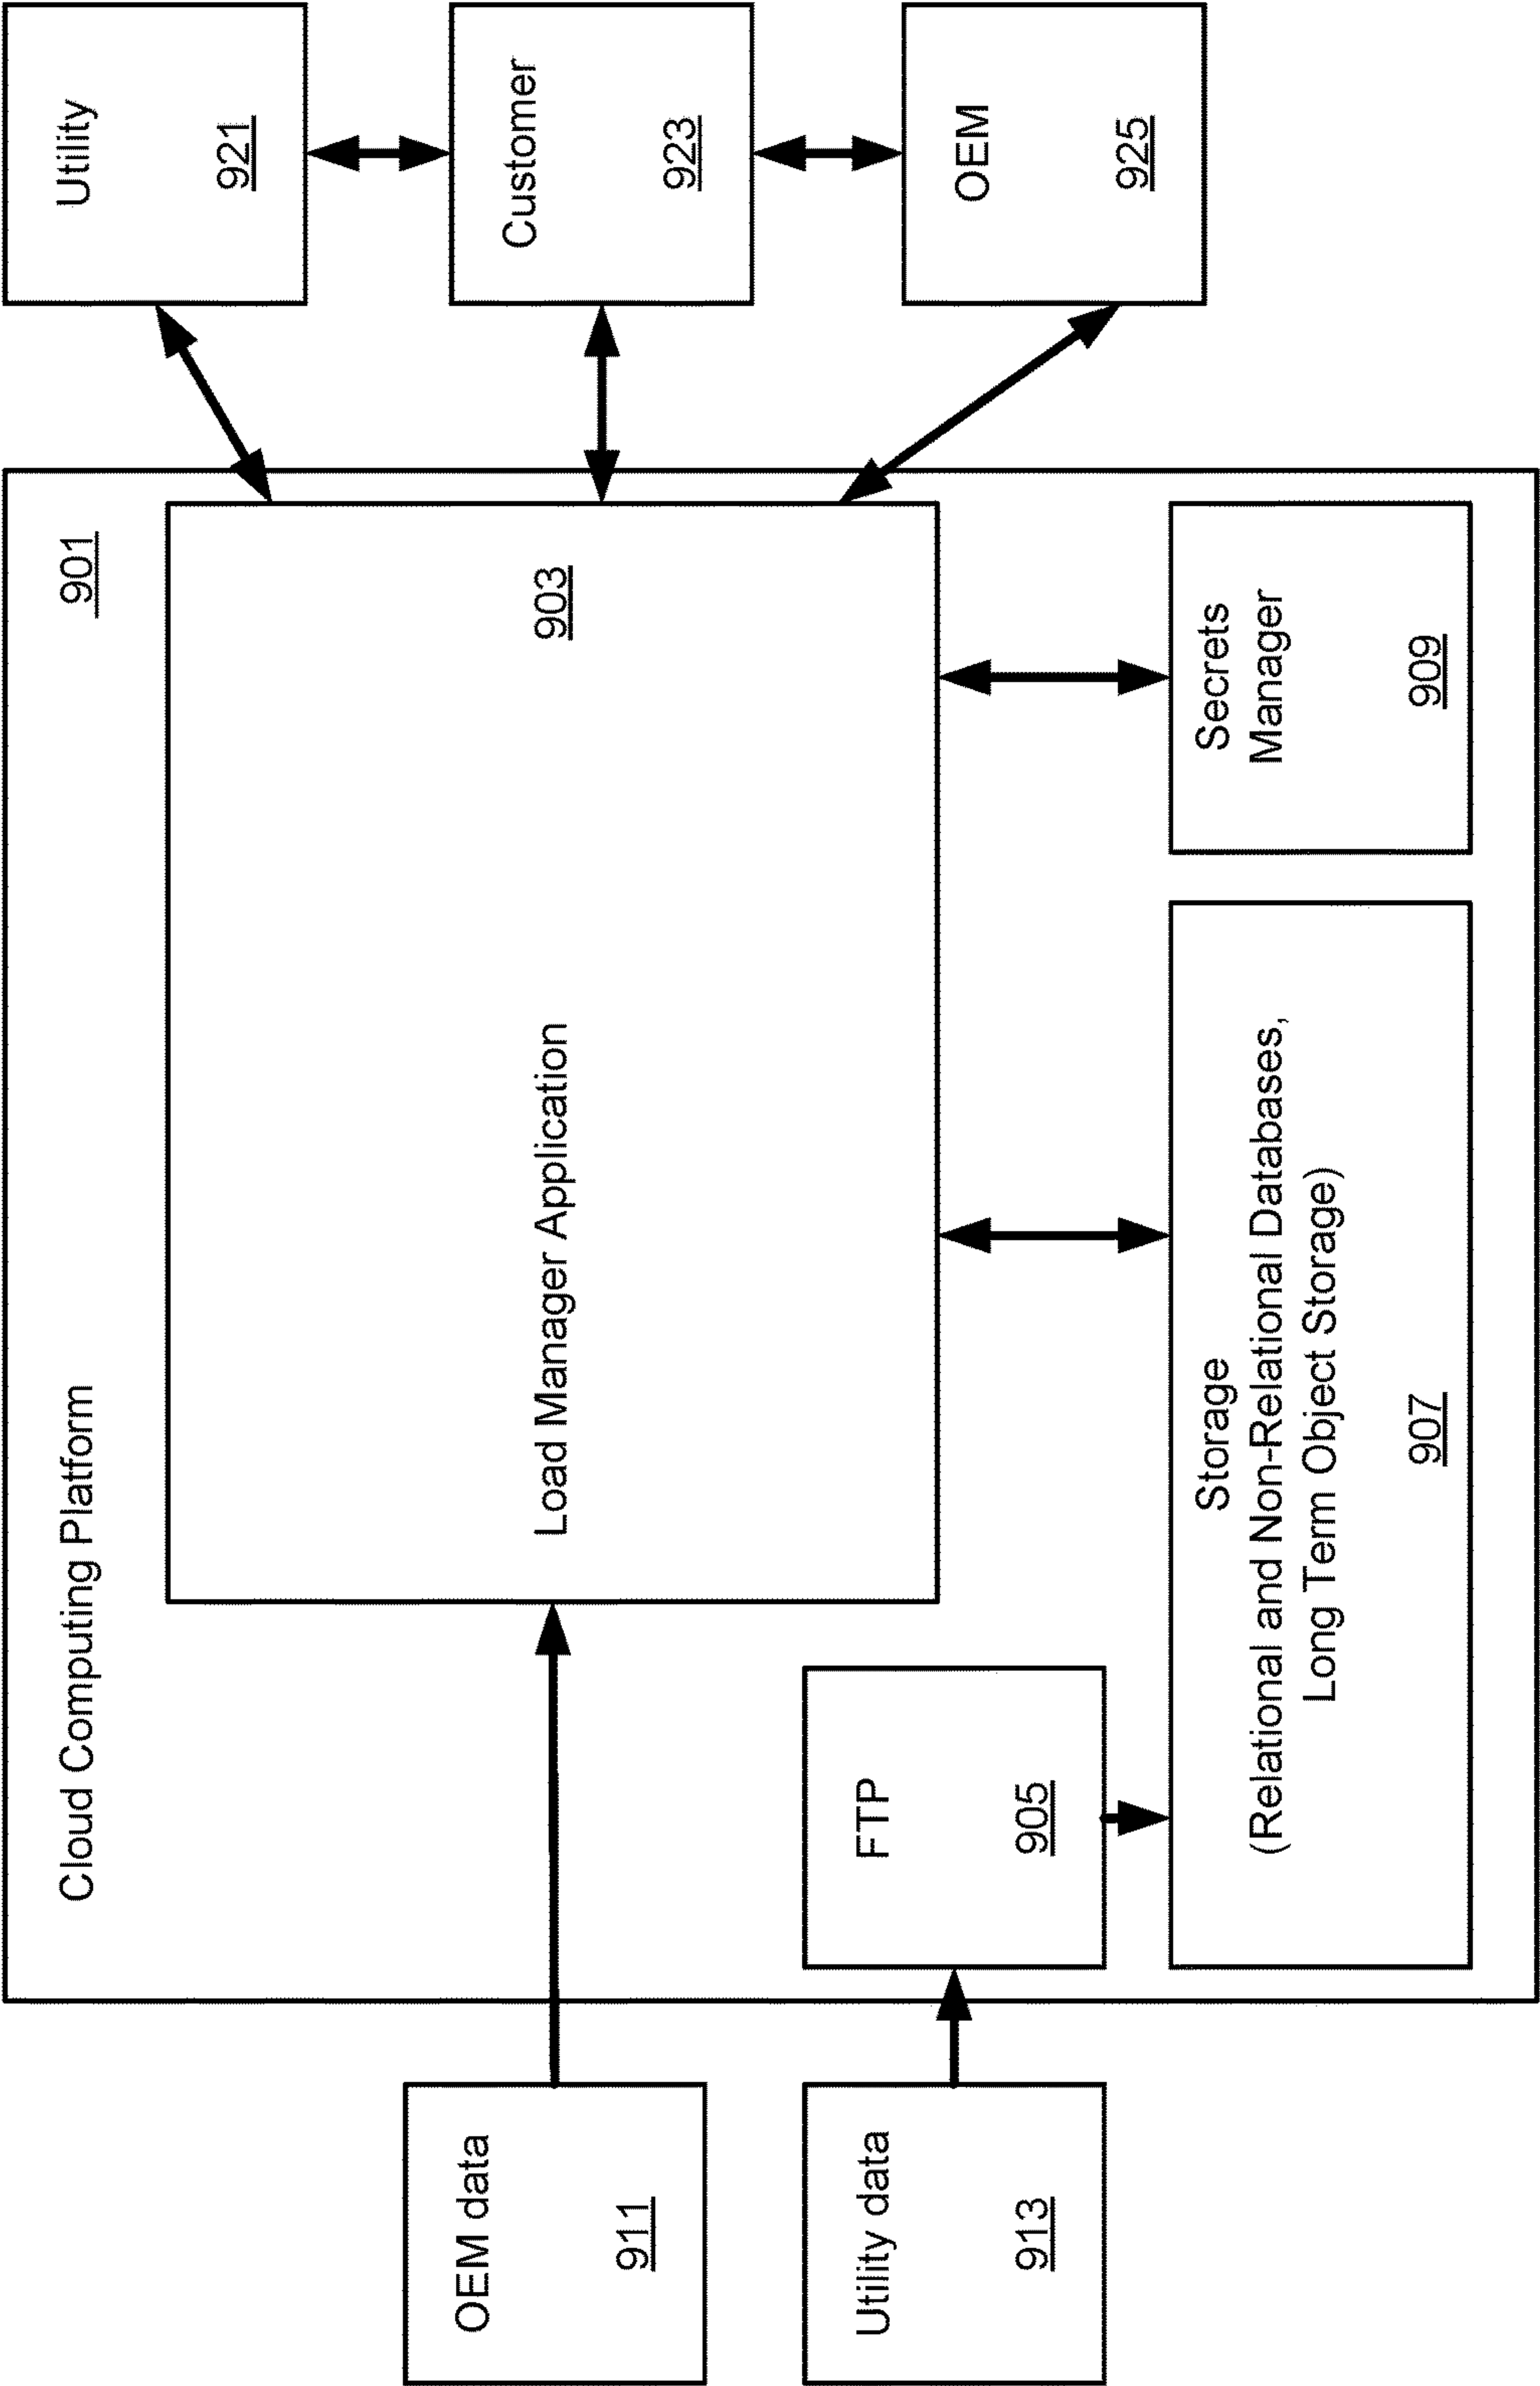 Cloud Computing Platform
901
OEM data
911
Load Manager Application
903
Utility
921
Customer
923
OEM
925
Utility data
913
FTP
905
Storage
(Relational and Non-Relational Databases,
Long Term Object Storage)
907
Secrets
Manager
909